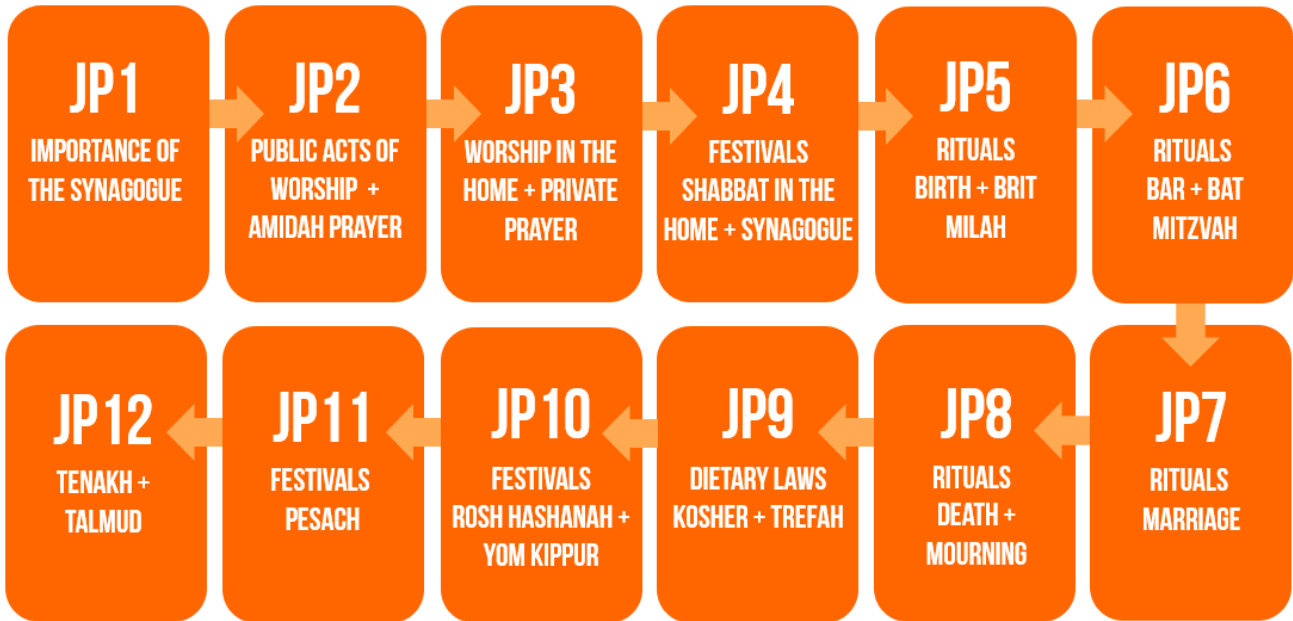 JP1
IMPORTANCE OF
THE SYNAGOGUE
JP2
PUBLIC ACTS OF
WORSHIP +
AMIDAH PRAYER
JP3
WORSHIP IN THE
HOME + PRIVATE
PRAYER
JP4
FESTIVALS
SHABBAT IN THE
HOME + SYNAGOGUE
JP5
RITUALS
BIRTH + BRIT
MILAH
JP6
RITUALS
BAR + BAT
MITZVAH
JP7
RITUALS
MARRIAGE
JP8
RITUALS
DEATH +
MOURNING
JP9
DIETARY LAWS
KOSHER + TREFAH
JP10
FESTIVALS
ROSH HASHANAH +
YOM KIPPUR
JP11
FESTIVALS
PESACH
JP12
TENAKH +
TALMUD